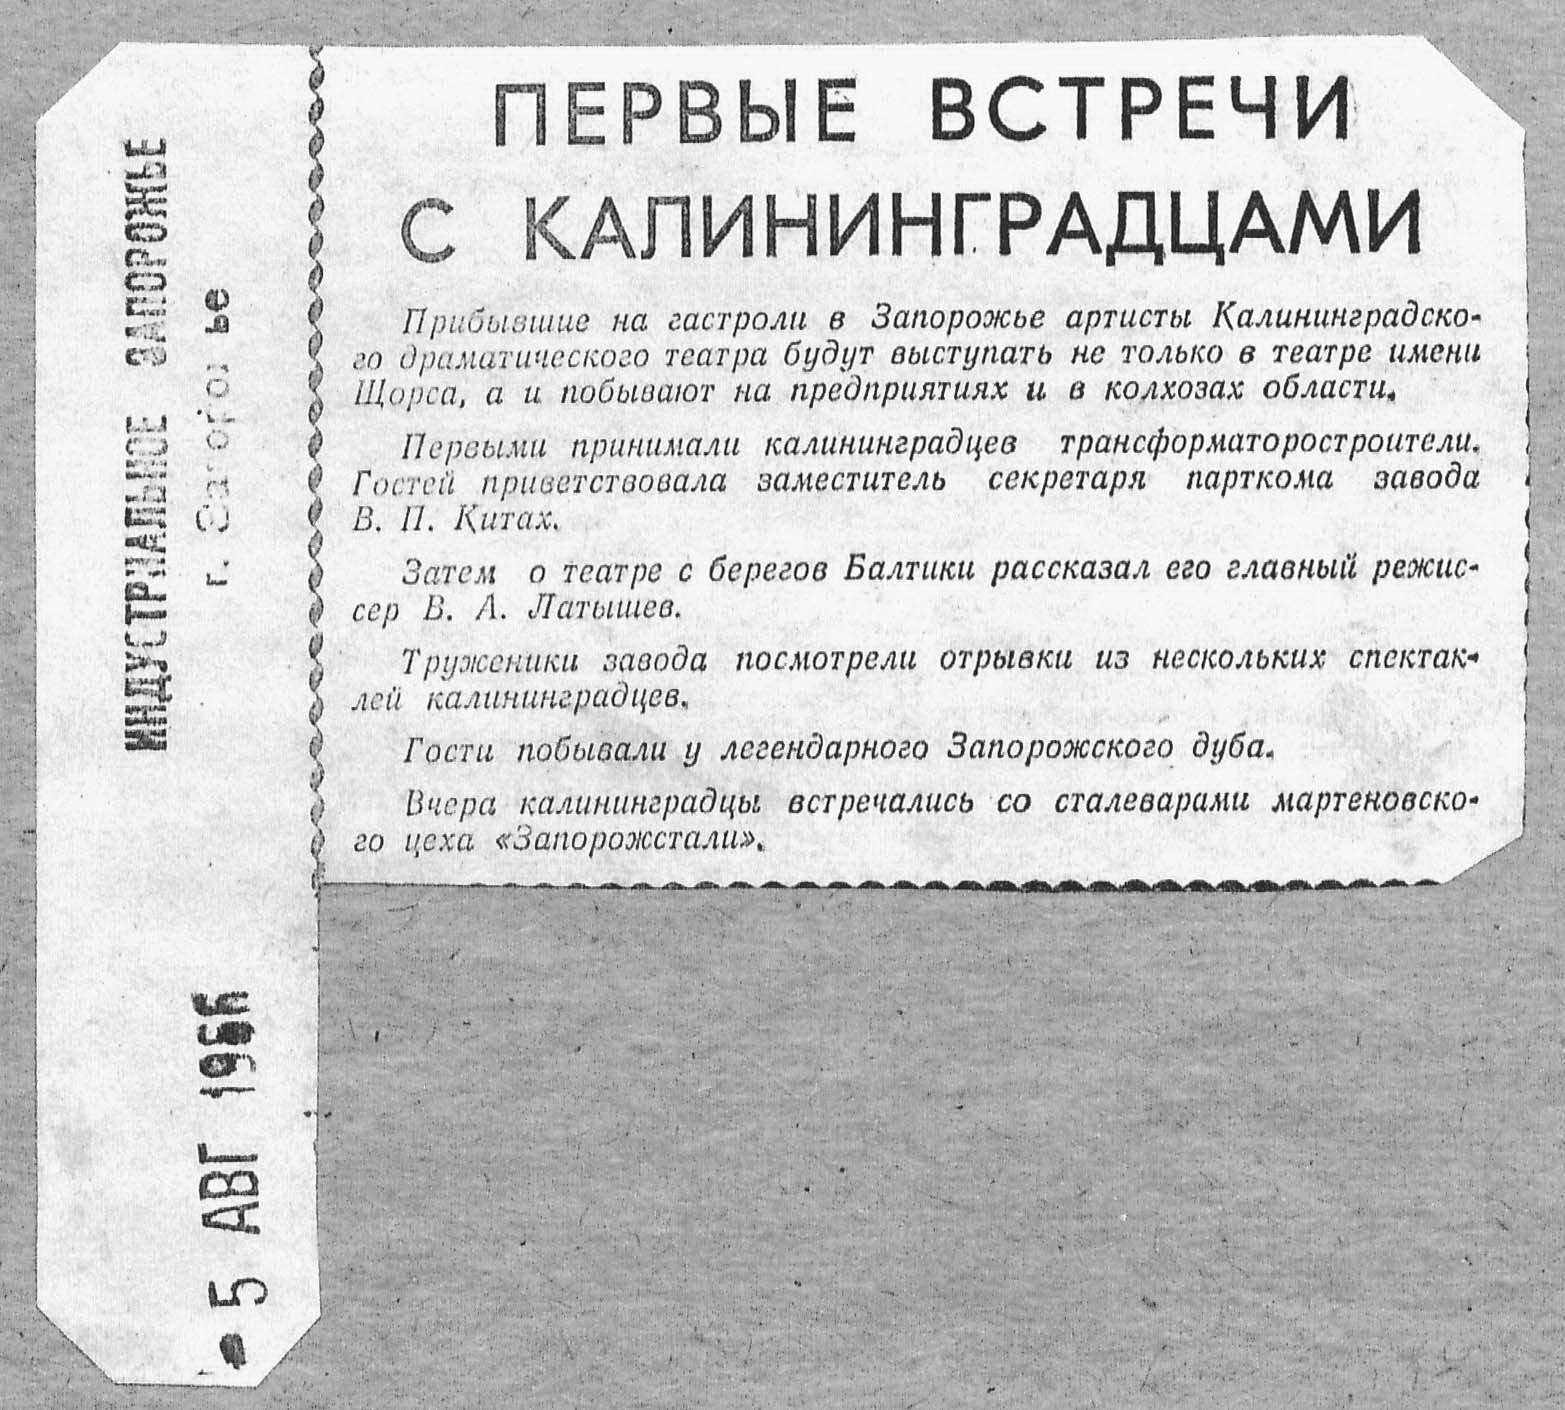 ПЕРВЫЕ ВСТРЕЧИ
С КАЛИНИНГРАДЦАМИ
Прибывшие на гастроли в Запорожье артисты Калининградско-
го драматического театра будут выступать не только в театре имени
Щорса, а и побывают на предприятиях и в колхозах области.
Первыми принимали калининградцев трансформаторостроители.
Гостей приветствовала заместитель секретаря парткома завода
В. П. Китах.
Затем о театре с берегов Балтики рассказал его главный режис-
сер В. А. Латышев.
Труженики завода посмотрели отрывки из нескольких спектак-
лей калининградцев.
Гости побывали у легендарного Запорожского дуба.
Вчера калининградцы встречались со сталеварами мартеновско-
го цеха «Запорожстали».
ИНДУСТРИАЛЬНОЕ ЗАПОРОЖЬЕ
г.
5 АВГ 1966